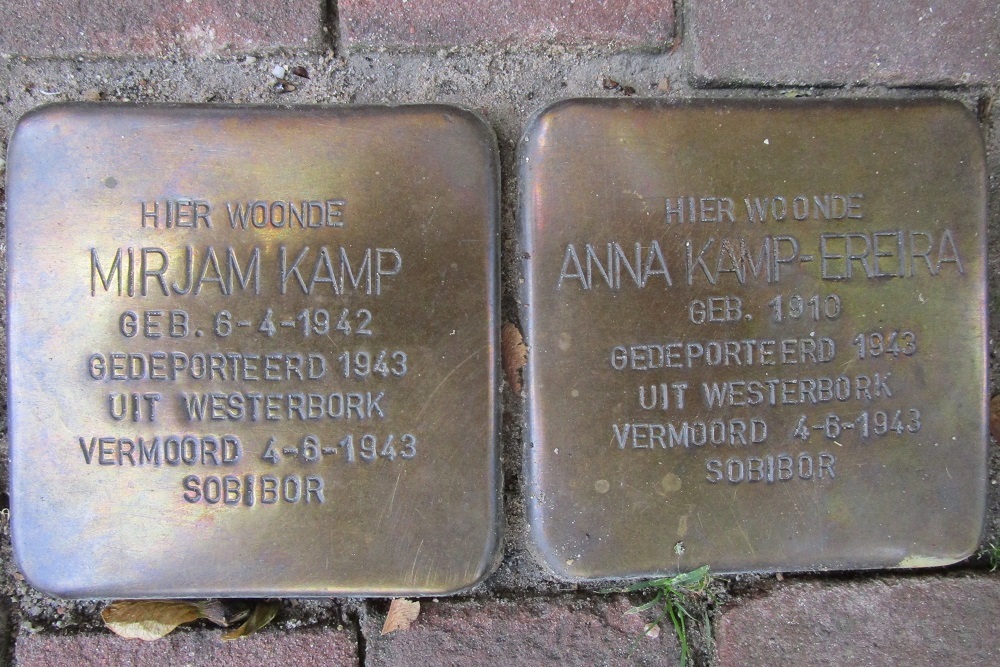 HIER WOONDE
MIRJAM KAMP
GEB. 6-4-1942
GEDEPORTEERD 1943
UIT WESTERBORK
VERMOORD 4-6-1943
SOBIBOR
HIER WOONDE
ANNA KAMP-EREIRA
GEB. 1910
GEDEPORTEERD 1943
UIT WESTERBORK
VERMOORD 4-6-1943
SOBIBOR